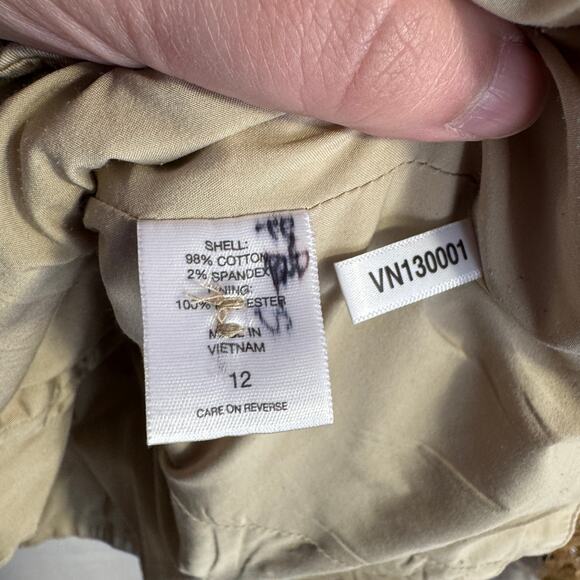 SHELL:
98% COTTON
2% SPANDEX
LINING:
100% POLYESTER
MADE IN
VIETNAM
12
CARE ON REVERSE
VN130001